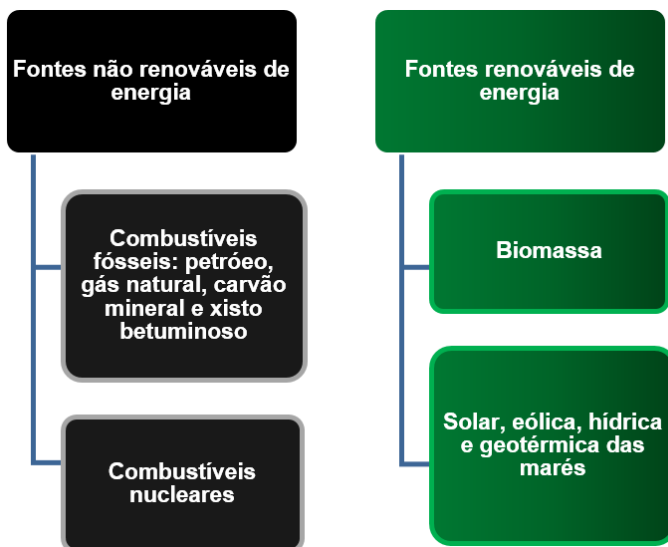 Fontes não renováveis de
energia
Combustíveis
fósseis: petróeo,
gás natural, carvão
mineral e xisto
betuminoso
Combustíveis
nucleares
Fontes renováveis de
energia
Biomassa
Solar, eólica, hídrica
e geotérmica das
marés